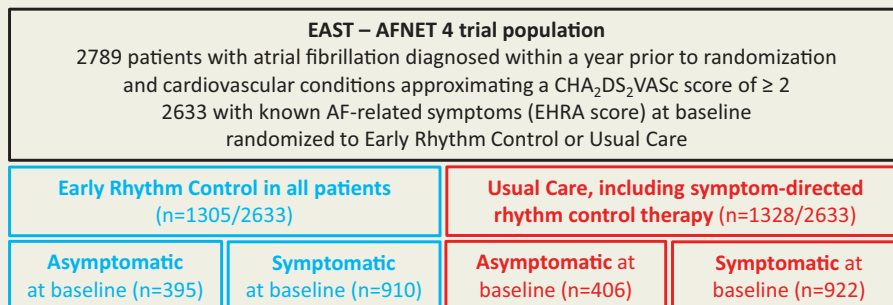 EAST – AFNET 4 trial population
2789 patients with atrial fibrillation diagnosed within a year prior to randomization
and cardiovascular conditions approximating a CHA₂DS₂VASc score of ≥ 2
2633 with known AF-related symptoms (EHRA score) at baseline
randomized to Early Rhythm Control or Usual Care
Early Rhythm Control in all patients
(n=1305/2633)
Usual Care, including symptom-directed
rhythm control therapy (n=1328/2633)
Asymptomatic
at baseline (n=395)
Symptomatic
at baseline (n=910)
Asymptomatic at
baseline (n=406)
Symptomatic at
baseline (n=922)